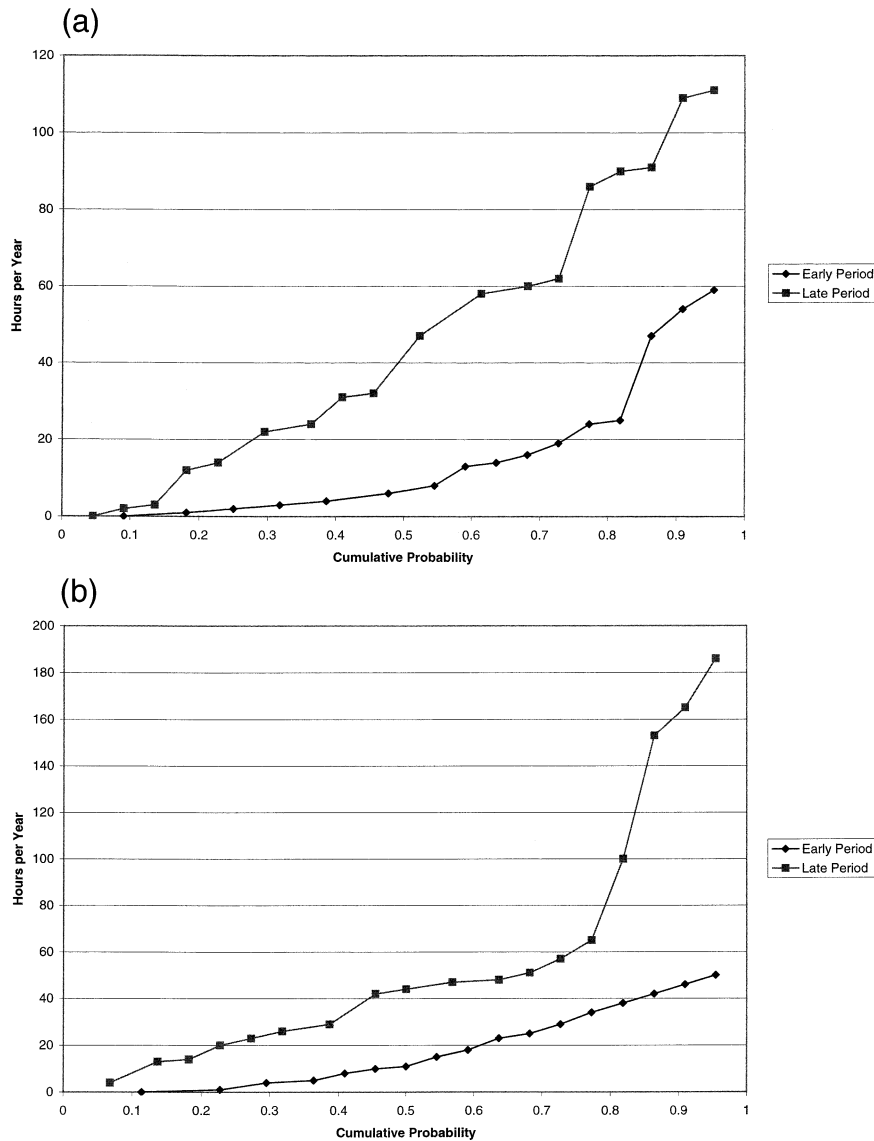 (a)
120
100
80
60
40
20
0
Hours per Year
0 0.1 0.2 0.3 0.4 0.5 0.6 0.7 0.8 0.9 1
Cumulative Probability
Early Period
Late Period
(b)
200
180
160
140
120
100
80
60
40
20
0
Hours per Year
0 0.1 0.2 0.3 0.4 0.5 0.6 0.7 0.8 0.9 1
Cumulative Probability
Early Period
Late Period